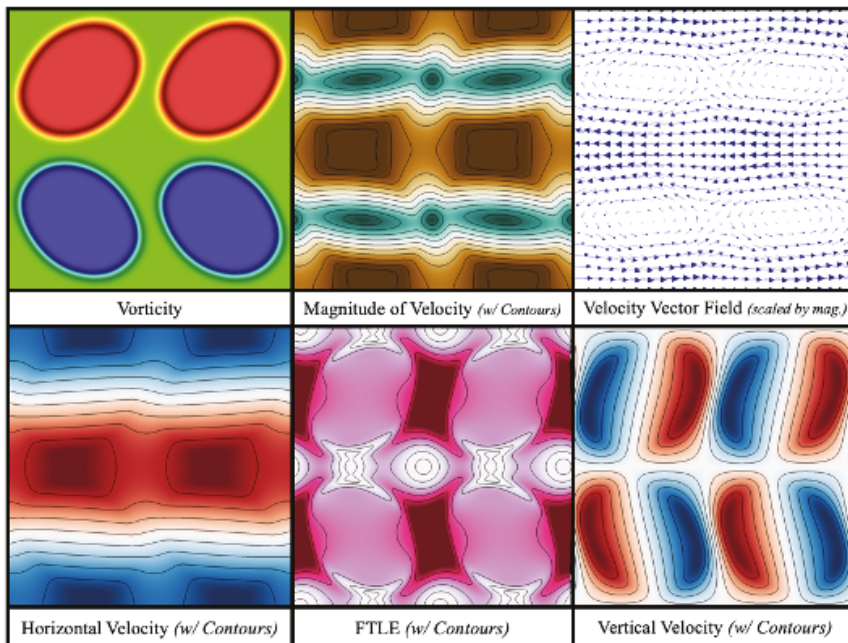 Vorticity
Magnitude of Velocity (w/ Contours)
Velocity Vector Field (scaled by mag.)
Horizontal Velocity (w/ Contours)
FTLE (w/ Contours)
Vertical Velocity (w/ Contours)